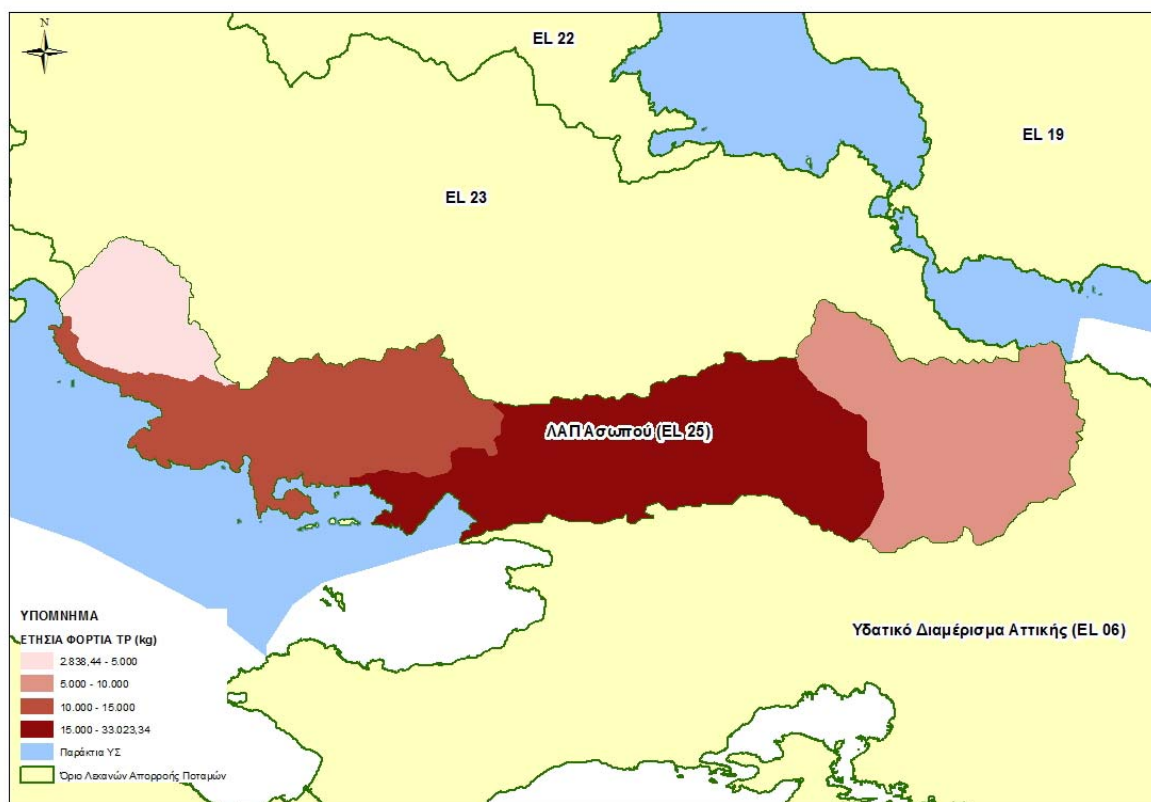 N
EL 22
EL 19
EL 23
ΛΑΠ Ασωπού (EL 25)
Υδατικό Διαμέρισμα Αττικής (EL 06)
ΥΠΟΜΝΗΜΑ
ΕΤΗΣΙΑ ΦΟΡΤΙΑ ΤΡ (kg)
2.838,44 - 5.000
5.000 - 10.000
10.000 - 15.000
15.000 - 33.023,34
Παράκτια ΥΣ
Όριο Λεκανών Απορροής Ποταμών